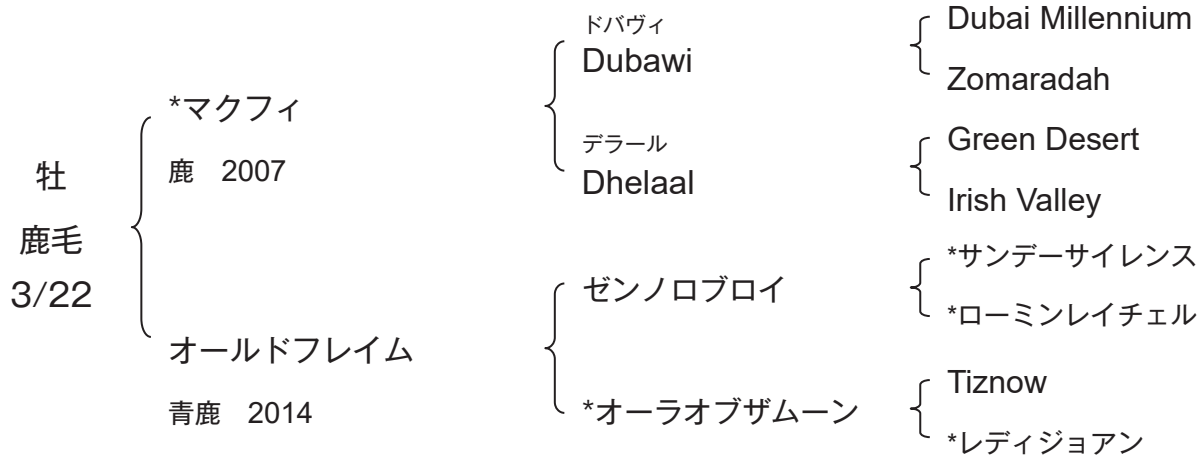 牡
鹿毛
3/22
*マクフィ
鹿　2007
オールドフレイム
青鹿　2014
ドバヴィ
Dubawi
デラール
Dhelaal
ゼンノロブロイ
*オーラオブザムーン
Dubai Millennium
Zomaradah
Green Desert
Irish Valley
*サンデーサイレンス
*ローミンレイチェル
Tiznow
*レディジョアン